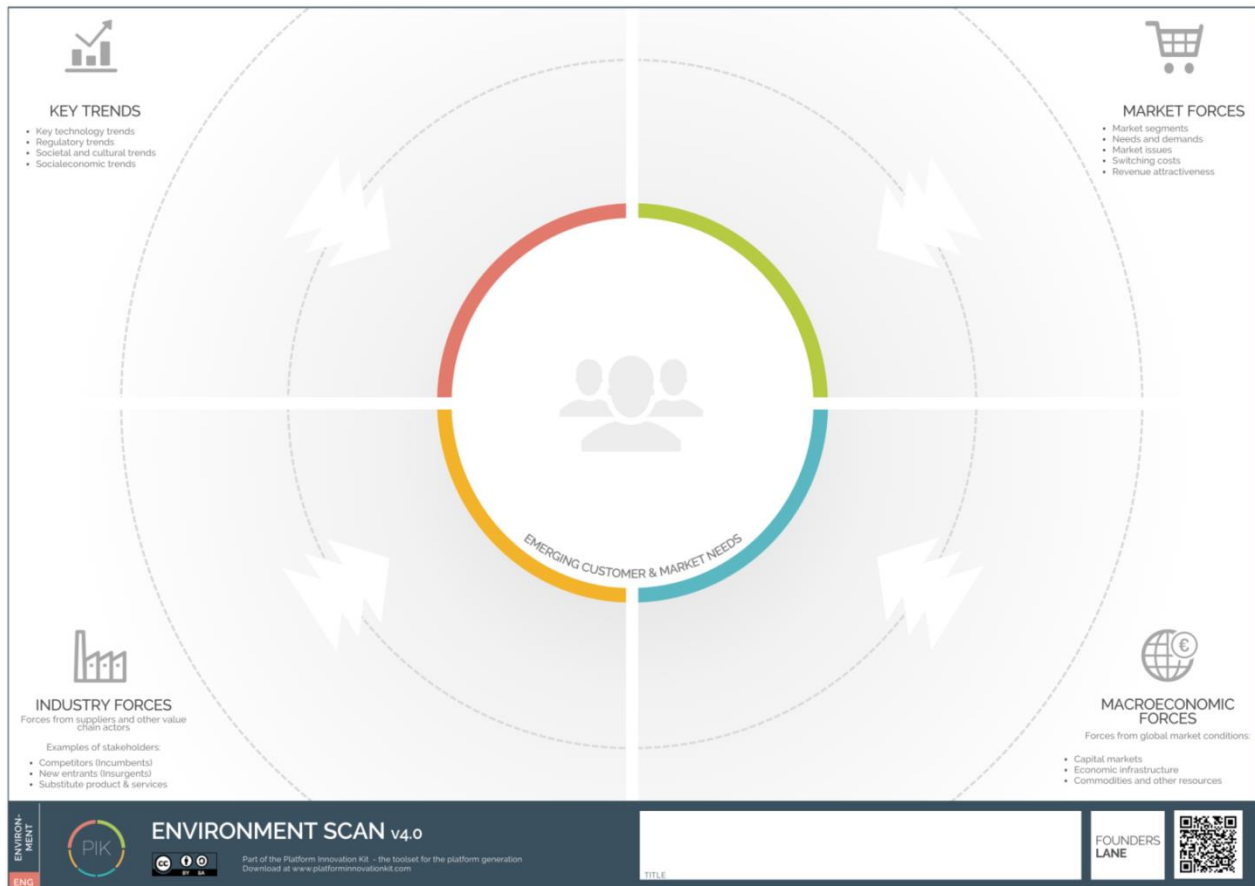 KEY TRENDS
• Key technology trends
• Regulatory trends
• Societal and cultural trends
• Socialeconomic trends
MARKET FORCES
• Market segments
• Needs and demands
• Market issues
• Switching costs
• Revenue attractiveness
EMERGING CUSTOMER & MARKET NEEDS
INDUSTRY FORCES
Forces from suppliers and other value
chain actors
Examples of stakeholders:
• Competitors (Incumbents)
• New entrants (Insurgents)
• Substitute product & services
€
MACROECONOMIC
FORCES
Forces from global market conditions:
• Capital markets
• Economic infrastructure
• Commodities and other resources
ENVIRON-
MENT
ENG
PIK
ENVIRONMENT SCAN v4.0
cc
BY SA
Part of the Platform Innovation Kit - the toolset for the platform generation
Download at www.platforminnovationkit.com
TITLE
FOUNDERS
LANE